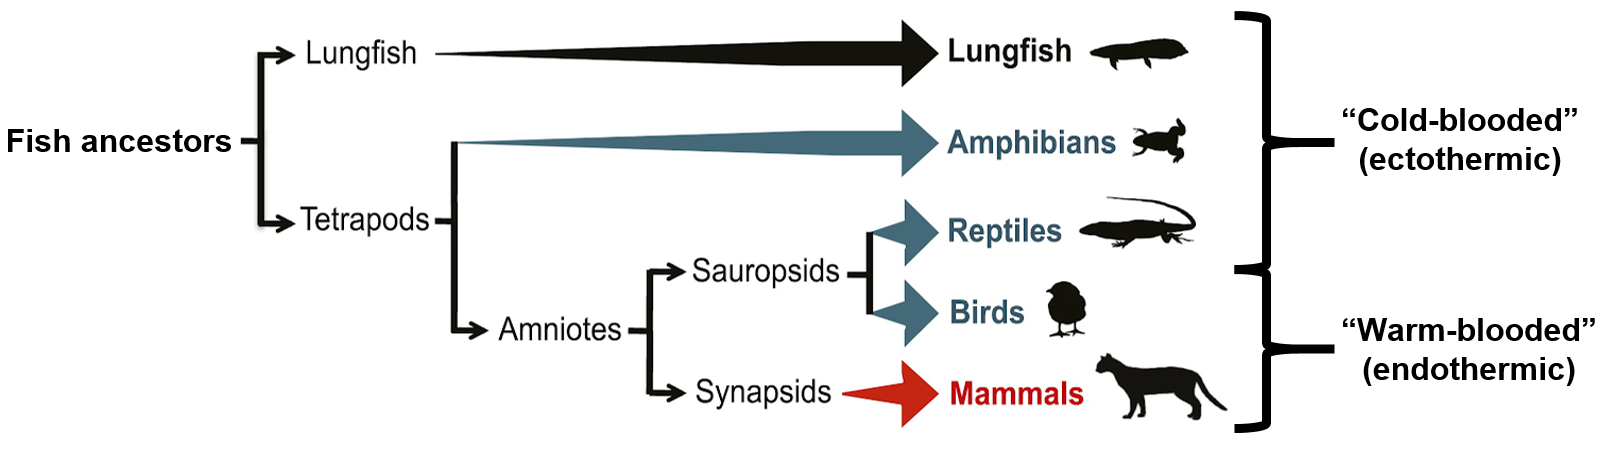 Fish ancestors
Lungfish
Tetrapods
Amniotes
Sauropsids
Synapsids
Lungfish
Amphibians
Reptiles
Birds
Mammals
“Cold-blooded”
(ectothermic)
“Warm-blooded”
(endothermic)